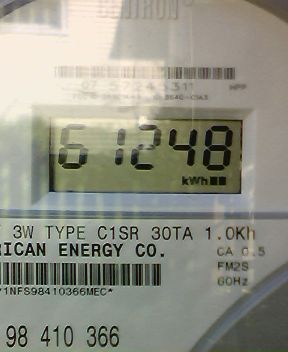 61248
kWh
3W TYPE C1SR 30TA 1.0Kh
RICAN ENERGY CO.
CA 0.5
FM2S
60Hz
*1NFS98410366MEC*
98 410 366